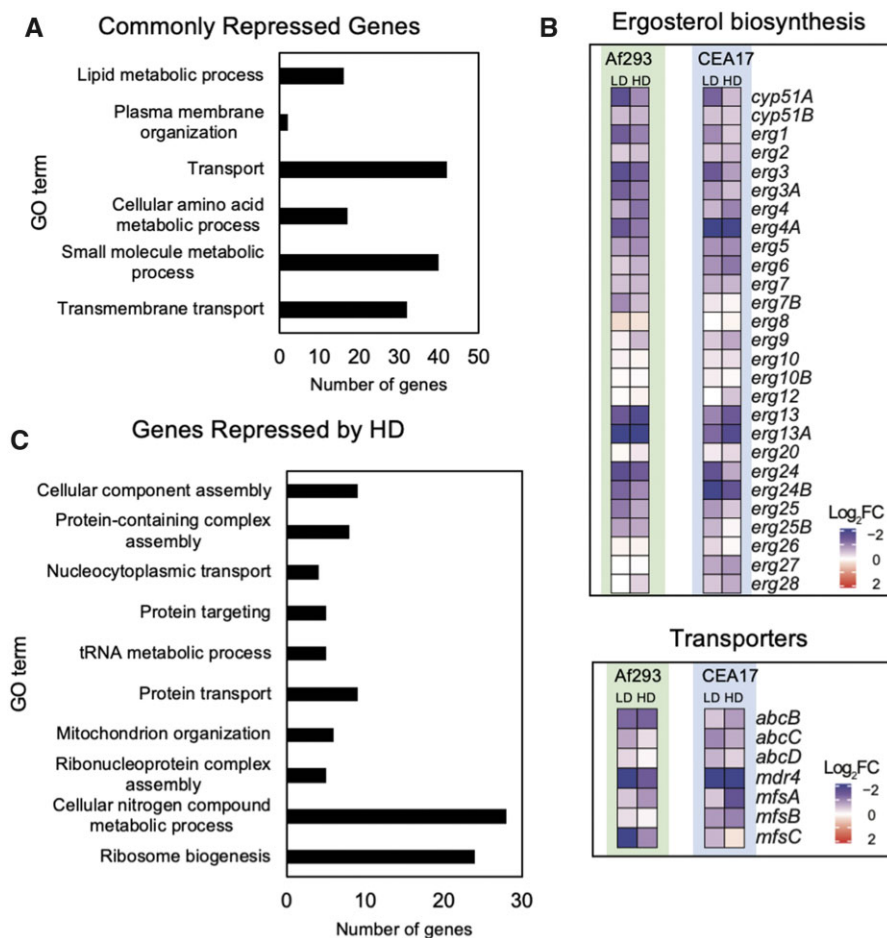 A
Commonly Repressed Genes
GO term
Lipid metabolic process
Plasma membrane
organization
Transport
Cellular amino acid
metabolic process
Small molecule metabolic
process
Transmembrane transport
0 10 20 30 40 50
Number of genes
B
Ergosterol biosynthesis
Af293 CEA17
LD HD LD HD
cyp51A
cyp51B
erg1
erg2
erg3
erg3A
erg4
erg4A
erg5
erg6
erg7
erg7B
erg8
erg9
erg10
erg10B
erg12
erg13
erg13A
erg20
erg24
erg24B
erg25
erg25B
erg26
erg27
erg28
Log2FC
−2
0
2
Transporters
Af293 CEA17
LD HD LD HD
abcB
abcC
abcD
mdr4
mfsA
mfsB
mfsC
Log2FC
−2
0
2
C
Genes Repressed by HD
GO term
Cellular component assembly
Protein-containing complex
assembly
Nucleocytoplasmic transport
Protein targeting
tRNA metabolic process
Protein transport
Mitochondrion organization
Ribonucleoprotein complex
assembly
Cellular nitrogen compound
metabolic process
Ribosome biogenesis
0 10 20 30
Number of genes